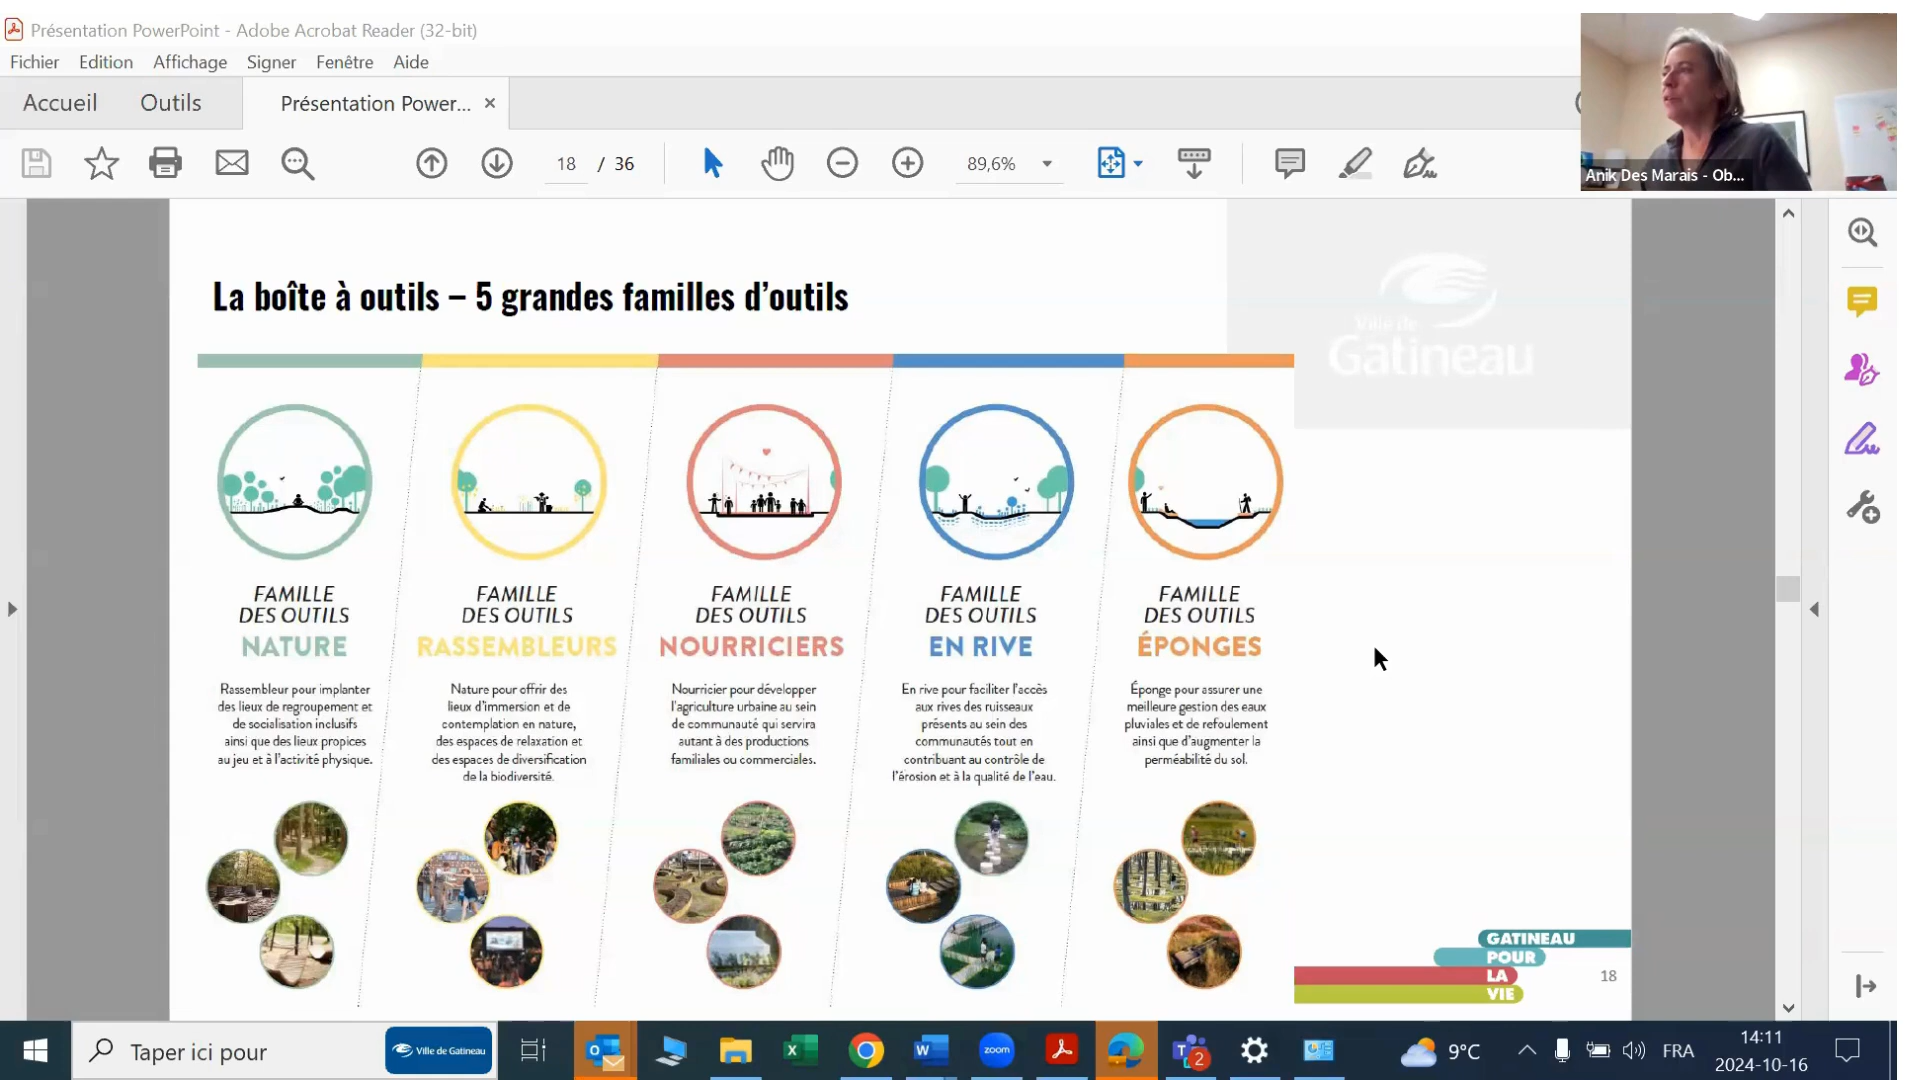 Présentation PowerPoint - Adobe Acrobat Reader (32-bit)
Fichier Edition Affichage Signer Fenêtre Aide
Accueil Outils Présentation Power... ×
18 / 36 89,6%
Anik Des Marais - Ob...
Ville de
Gatineau
La boîte à outils – 5 grandes familles d'outils
FAMILLE
DES OUTILS
NATURE
Rassembleur pour implanter
des lieux de regroupement et
de socialisation inclusifs
ainsi que des lieux propices
au jeu et à l'activité physique.
FAMILLE
DES OUTILS
RASSEMBLEURS
Nature pour offrir des
lieux d'immersion et de
contemplation en nature,
des espaces de relaxation et
des espaces de diversification
de la biodiversité.
FAMILLE
DES OUTILS
NOURRICIERS
Nourricier pour développer
l'agriculture urbaine au sein
de communauté qui servira
autant à des productions
familiales ou commerciales.
FAMILLE
DES OUTILS
EN RIVE
En rive pour faciliter l'accès
aux rives des ruisseaux
présents au sein des
communautés tout en
contribuant au contrôle de
l'érosion et à la qualité de l'eau.
FAMILLE
DES OUTILS
ÉPONGES
Éponge pour assurer une
meilleure gestion des eaux
pluviales et de refoulement
ainsi que d'augmenter la
perméabilité du sol.
GATINEAU
POUR
LA
VIE
18
Taper ici pour
Ville de Gatineau
zoom
2
9°C
FRA
14:11
2024-10-16